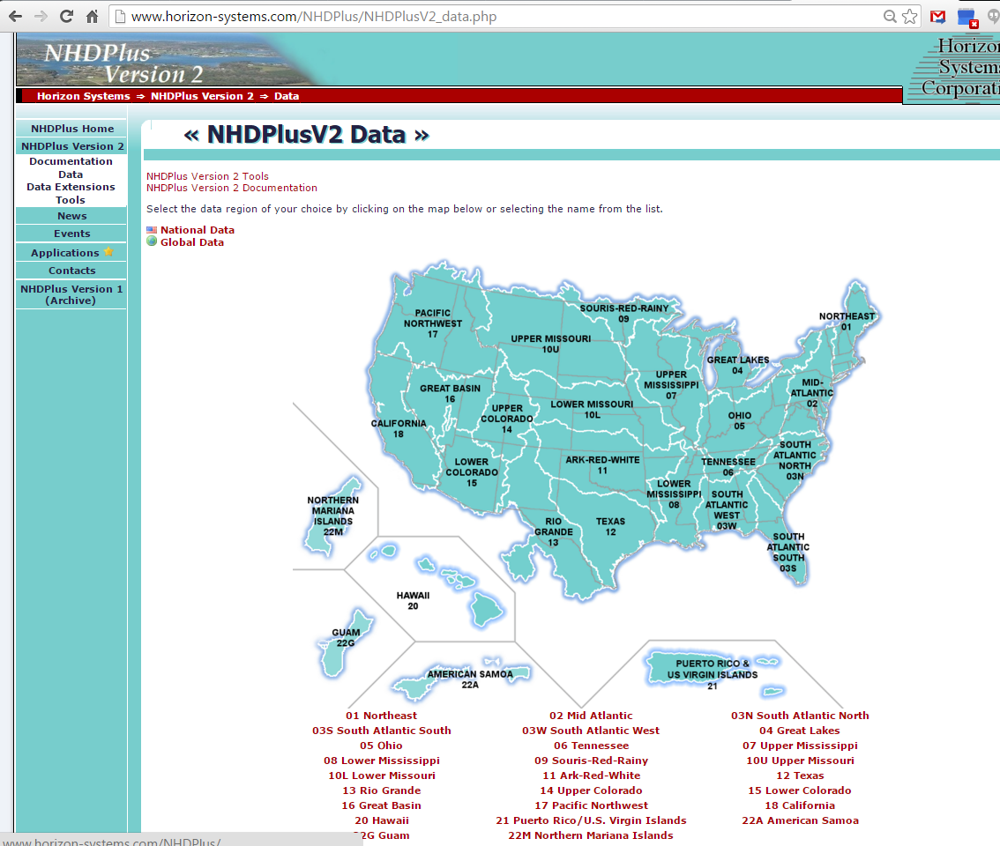 www.horizon-systems.com/NHDPlus/NHDPlusV2_data.php
NHDPlus
Version 2
Horizon Systems ⇒ NHDPlus Version 2 ⇒ Data
NHDPlus Home
NHDPlus Version 2
Documentation
Data
Data Extensions
Tools
News
Events
Applications
Contacts
NHDPlus Version 1
(Archive)
« NHDPlusV2 Data »
NHDPlus Version 2 Tools
NHDPlus Version 2 Documentation
Select the data region of your choice by clicking on the map below or selecting the name from the list.
National Data
Global Data
PACIFIC
NORTHWEST
17
SOURIS-RED-RAINY
09
NORTHEAST
01
UPPER MISSOURI
10U
GREAT LAKES
04
UPPER
MISSISSIPPI
07
MID-
ATLANTIC
02
GREAT BASIN
16
LOWER MISSOURI
10L
UPPER
COLORADO
14
OHIO
05
CALIFORNIA
18
SOUTH
ATLANTIC
NORTH
03N
LOWER
COLORADO
15
ARK-RED-WHITE
11
TENNESSEE
06
LOWER
MISSISSIPPI
08
SOUTH
ATLANTIC
WEST
03W
RIO
GRANDE
13
TEXAS
12
SOUTH
ATLANTIC
SOUTH
03S
NORTHERN
MARIANA
ISLANDS
22M
HAWAII
20
GUAM
22G
AMERICAN SAMOA
22A
PUERTO RICO &
US VIRGIN ISLANDS
21
01 Northeast 02 Mid Atlantic 03N South Atlantic North
03S South Atlantic South 03W South Atlantic West 04 Great Lakes
05 Ohio 06 Tennessee 07 Upper Mississippi
08 Lower Mississippi 09 Souris-Red-Rainy 10U Upper Missouri
10L Lower Missouri 11 Ark-Red-White 12 Texas
13 Rio Grande 14 Upper Colorado 15 Lower Colorado
16 Great Basin 17 Pacific Northwest 18 California
20 Hawaii 21 Puerto Rico/U.S. Virgin Islands 22A American Samoa
2G Guam 22M Northern Mariana Islands
www.horizon-systems.com/NHDPlus/
Horizo
Systems
Corporati